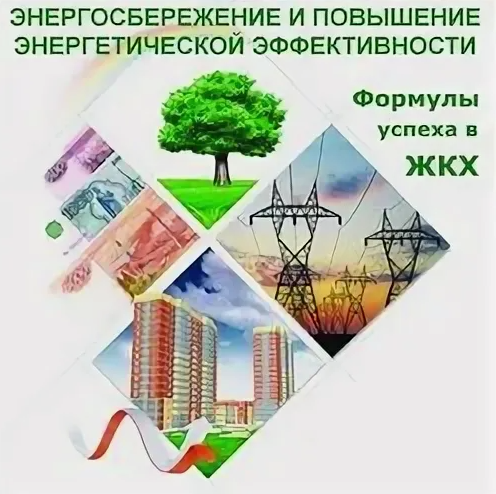 ЭНЕРГОСБЕРЕЖЕНИЕ И ПОВЫШЕНИЕ
ЭНЕРГЕТИЧЕСКОЙ ЭФФЕКТИВНОСТИ
Формулы
успеха в
ЖКХ